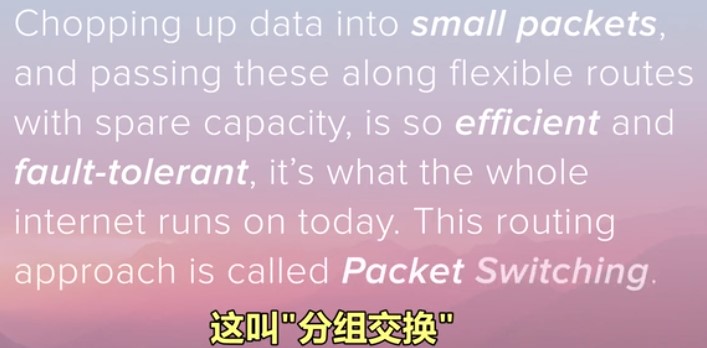 Chopping up data into small packets,
and passing these along flexible routes
with spare capacity, is so efficient and
fault-tolerant, it's what the whole
internet runs on today. This routing
approach is called Packet Switching.
这叫"分组交换"